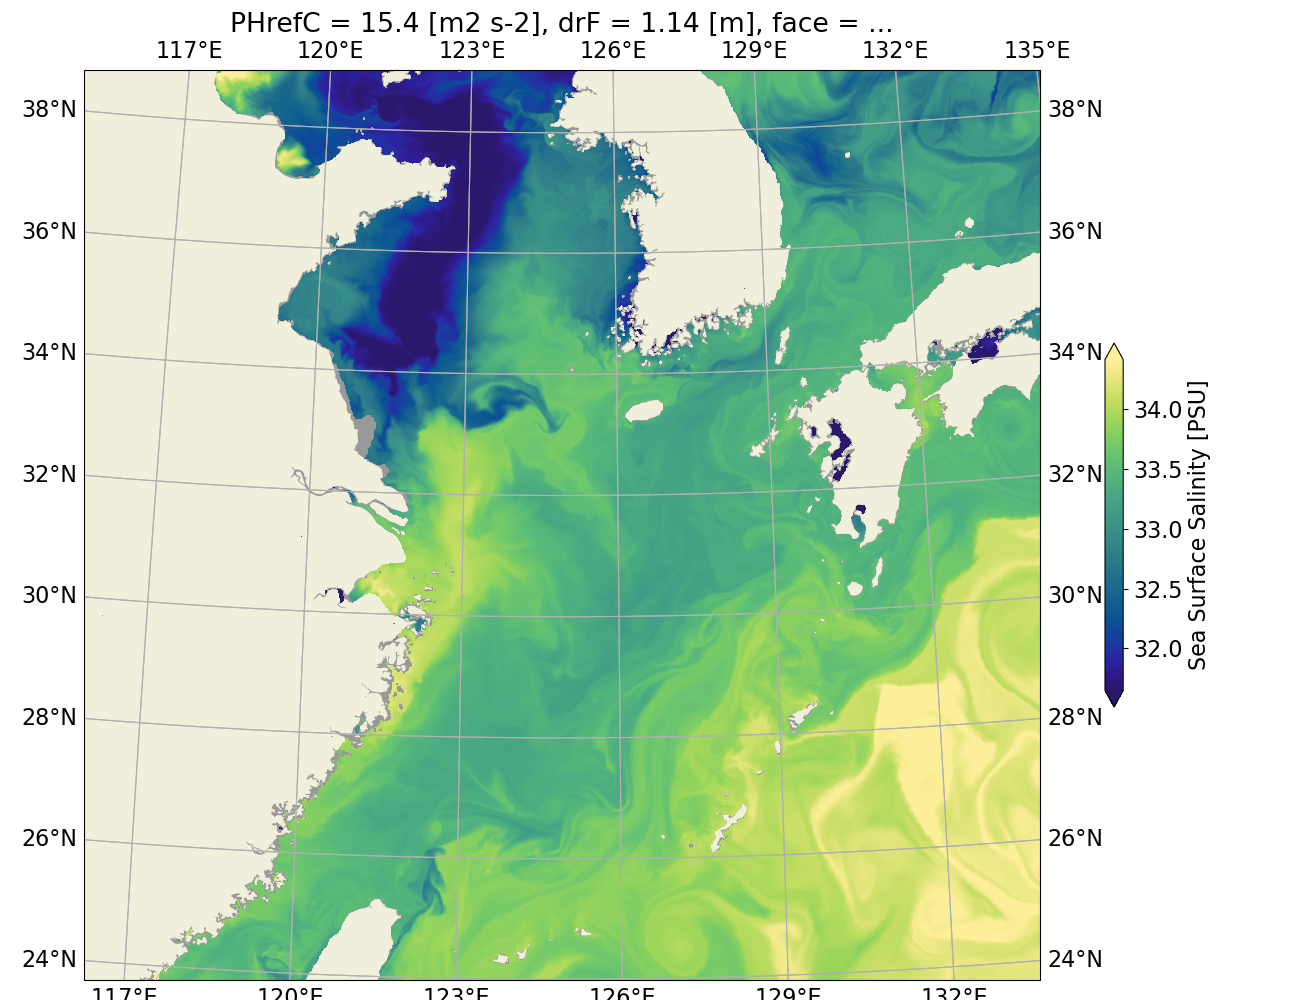 PHrefC = 15.4 [m2 s-2], drF = 1.14 [m], face = ...
117°E 120°E 123°E 126°E 129°E 132°E 135°E
38°N 38°N
36°N 36°N
34°N 34°N
34.0
33.5
32°N 32°N
33.0
30°N 30°N
32.5
32.0
Sea Surface Salinity [PSU]
28°N 28°N
26°N 26°N
24°N 24°N
117°E 120°E 123°E 126°E 129°E 132°E